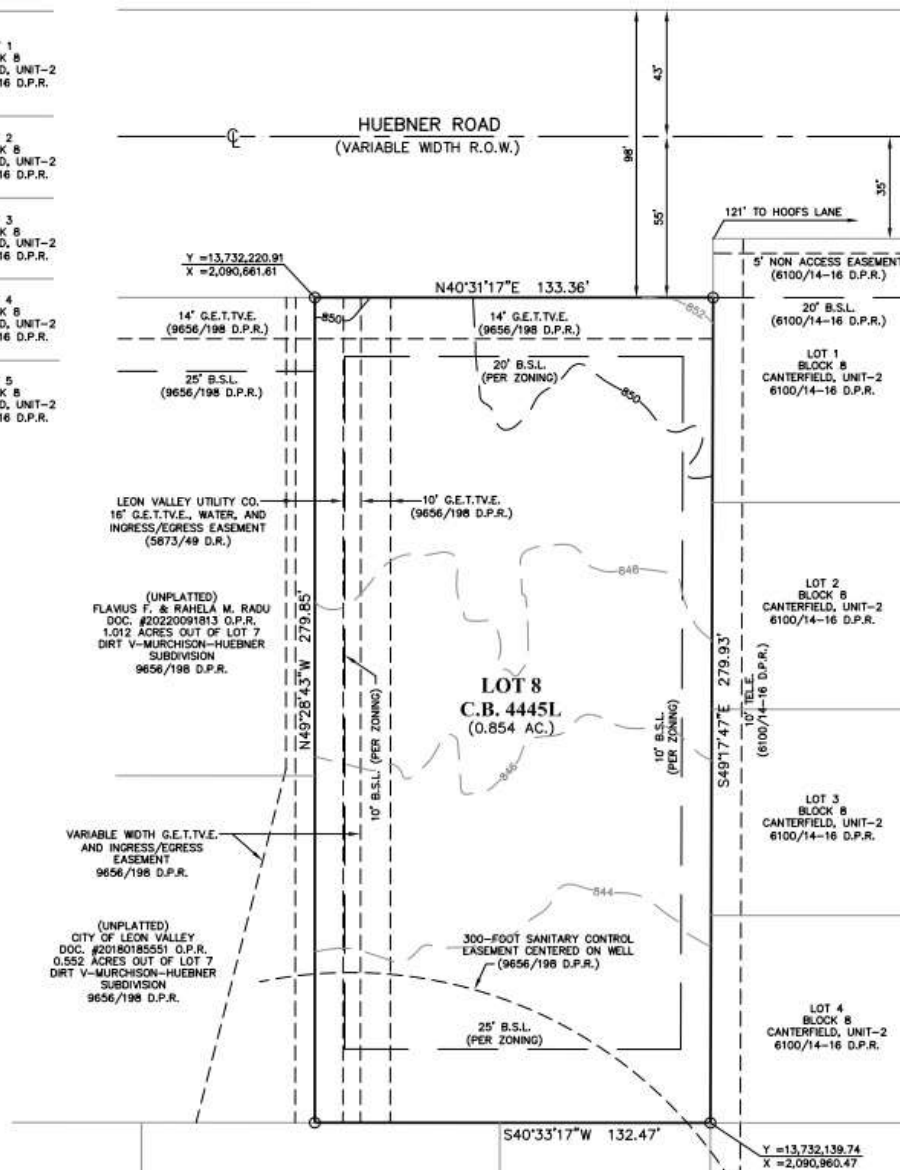 1
K 8
D, UNIT-2
16 D.P.R.
2
K 8
D, UNIT-2
16 D.P.R.
3
K 8
D, UNIT-2
16 D.P.R.
4
K 8
D, UNIT-2
16 D.P.R.
5
K 8
D, UNIT-2
16 D.P.R.
℄
HUEBNER ROAD
(VARIABLE WIDTH R.O.W.)
98'
43'
55'
35'
121' TO HOOFS LANE
Y =13,732,220.91
X =2,090,661.61
N40°31'17"E 133.36'
5' NON ACCESS EASEMENT
(6100/14-16 D.P.R.)
20' B.S.L.
(6100/14-16 D.P.R.)
14' G.E.T.TV.E.
(9656/198 D.P.R.)
850
14' G.E.T.TV.E.
(9656/198 D.P.R.)
852
25' B.S.L.
(9656/198 D.P.R.)
20' B.S.L.
(PER ZONING)
850
LOT 1
BLOCK 8
CANTERFIELD, UNIT-2
6100/14-16 D.P.R.
LEON VALLEY UTILITY CO.
16' G.E.T.TV.E., WATER, AND
INGRESS/EGRESS EASEMENT
(5873/49 D.R.)
10' G.E.T.TV.E.
(9656/198 D.P.R.)
848
(UNPLATTED)
FLAVIUS F. & RAHELA M. RADU
DOC. #20220091813 O.P.R.
1.012 ACRES OUT OF LOT 7
DIRT V-MURCHISON-HUEBNER
SUBDIVISION
9656/198 D.P.R.
N49°28'43"W 279.85'
10' B.S.L. (PER ZONING)
LOT 8
C.B. 4445L
(0.854 AC.)
846
10' B.S.L.
(PER ZONING)
S49°17'47"E 279.93'
10' TELE.
(6100/14-16 D.P.R.)
LOT 2
BLOCK 8
CANTERFIELD, UNIT-2
6100/14-16 D.P.R.
LOT 3
BLOCK 8
CANTERFIELD, UNIT-2
6100/14-16 D.P.R.
VARIABLE WIDTH G.E.T.TV.E.
AND INGRESS/EGRESS
EASEMENT
9656/198 D.P.R.
844
(UNPLATTED)
CITY OF LEON VALLEY
DOC. #20180185551 O.P.R.
0.552 ACRES OUT OF LOT 7
DIRT V-MURCHISON-HUEBNER
SUBDIVISION
9656/198 D.P.R.
300-FOOT SANITARY CONTROL
EASEMENT CENTERED ON WELL
(9656/198 D.P.R.)
25' B.S.L.
(PER ZONING)
LOT 4
BLOCK 8
CANTERFIELD, UNIT-2
6100/14-16 D.P.R.
S40°33'17"W 132.47'
Y =13,732,139.74
X =2,090,960.47